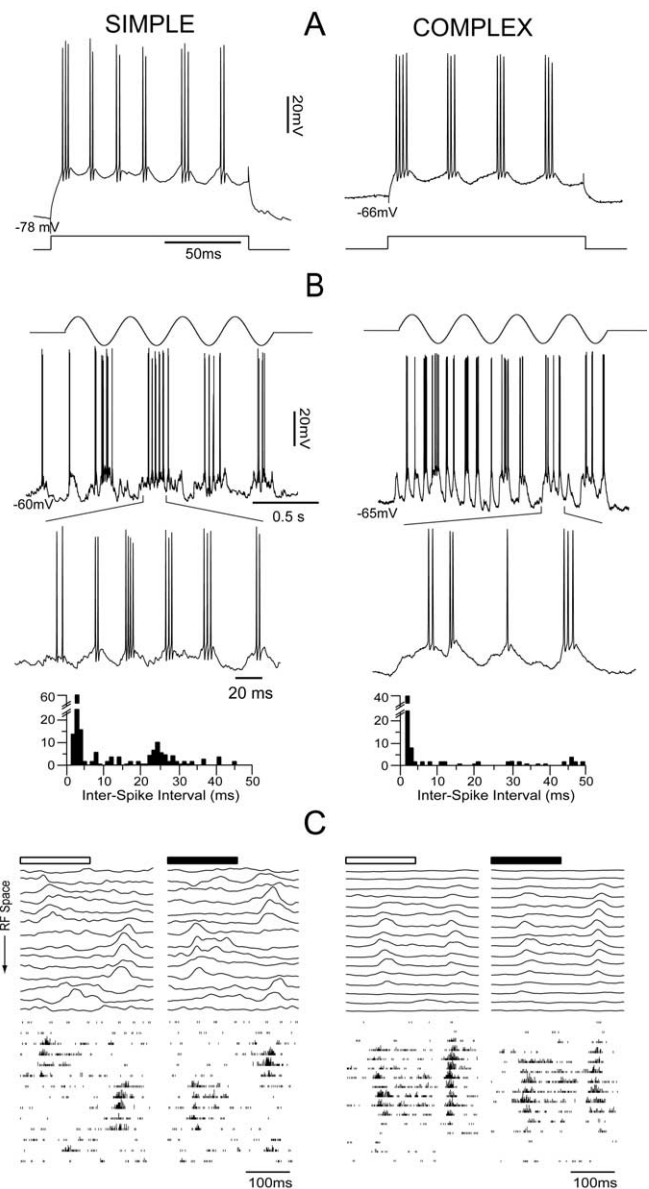 SIMPLE
A
COMPLEX
20mV
-78 mV
50ms
-66mV
B
20mV
-60mV
0.5 s
-65mV
20 ms
60
20
10
0
0 10 20 30 40 50
Inter-Spike Interval (ms)
40
20
10
0
0 10 20 30 40 50
Inter-Spike Interval (ms)
C
RF Space
100ms
100ms